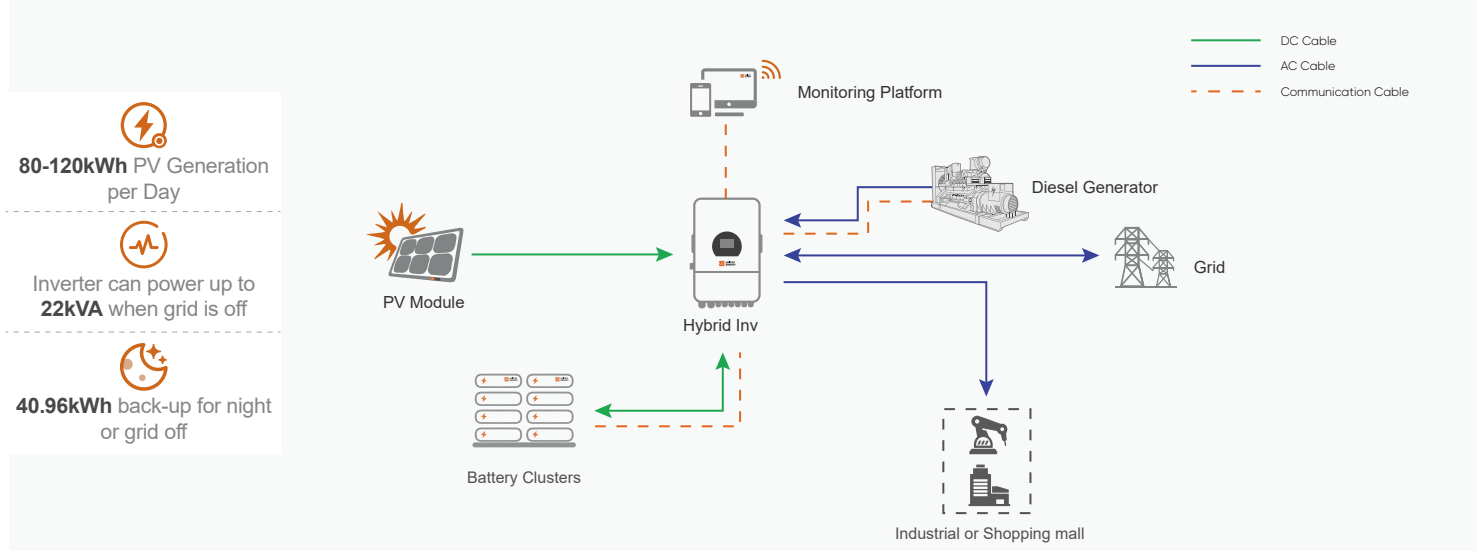 DC Cable
AC Cable
Communication Cable
Monitoring Platform
80-120kWh PV Generation
per Day
Inverter can power up to
22kVA when grid is off
40.96kWh back-up for night
or grid off
Diesel Generator
PV Module
Grid
Hybrid Inv
Battery Clusters
Industrial or Shopping mall